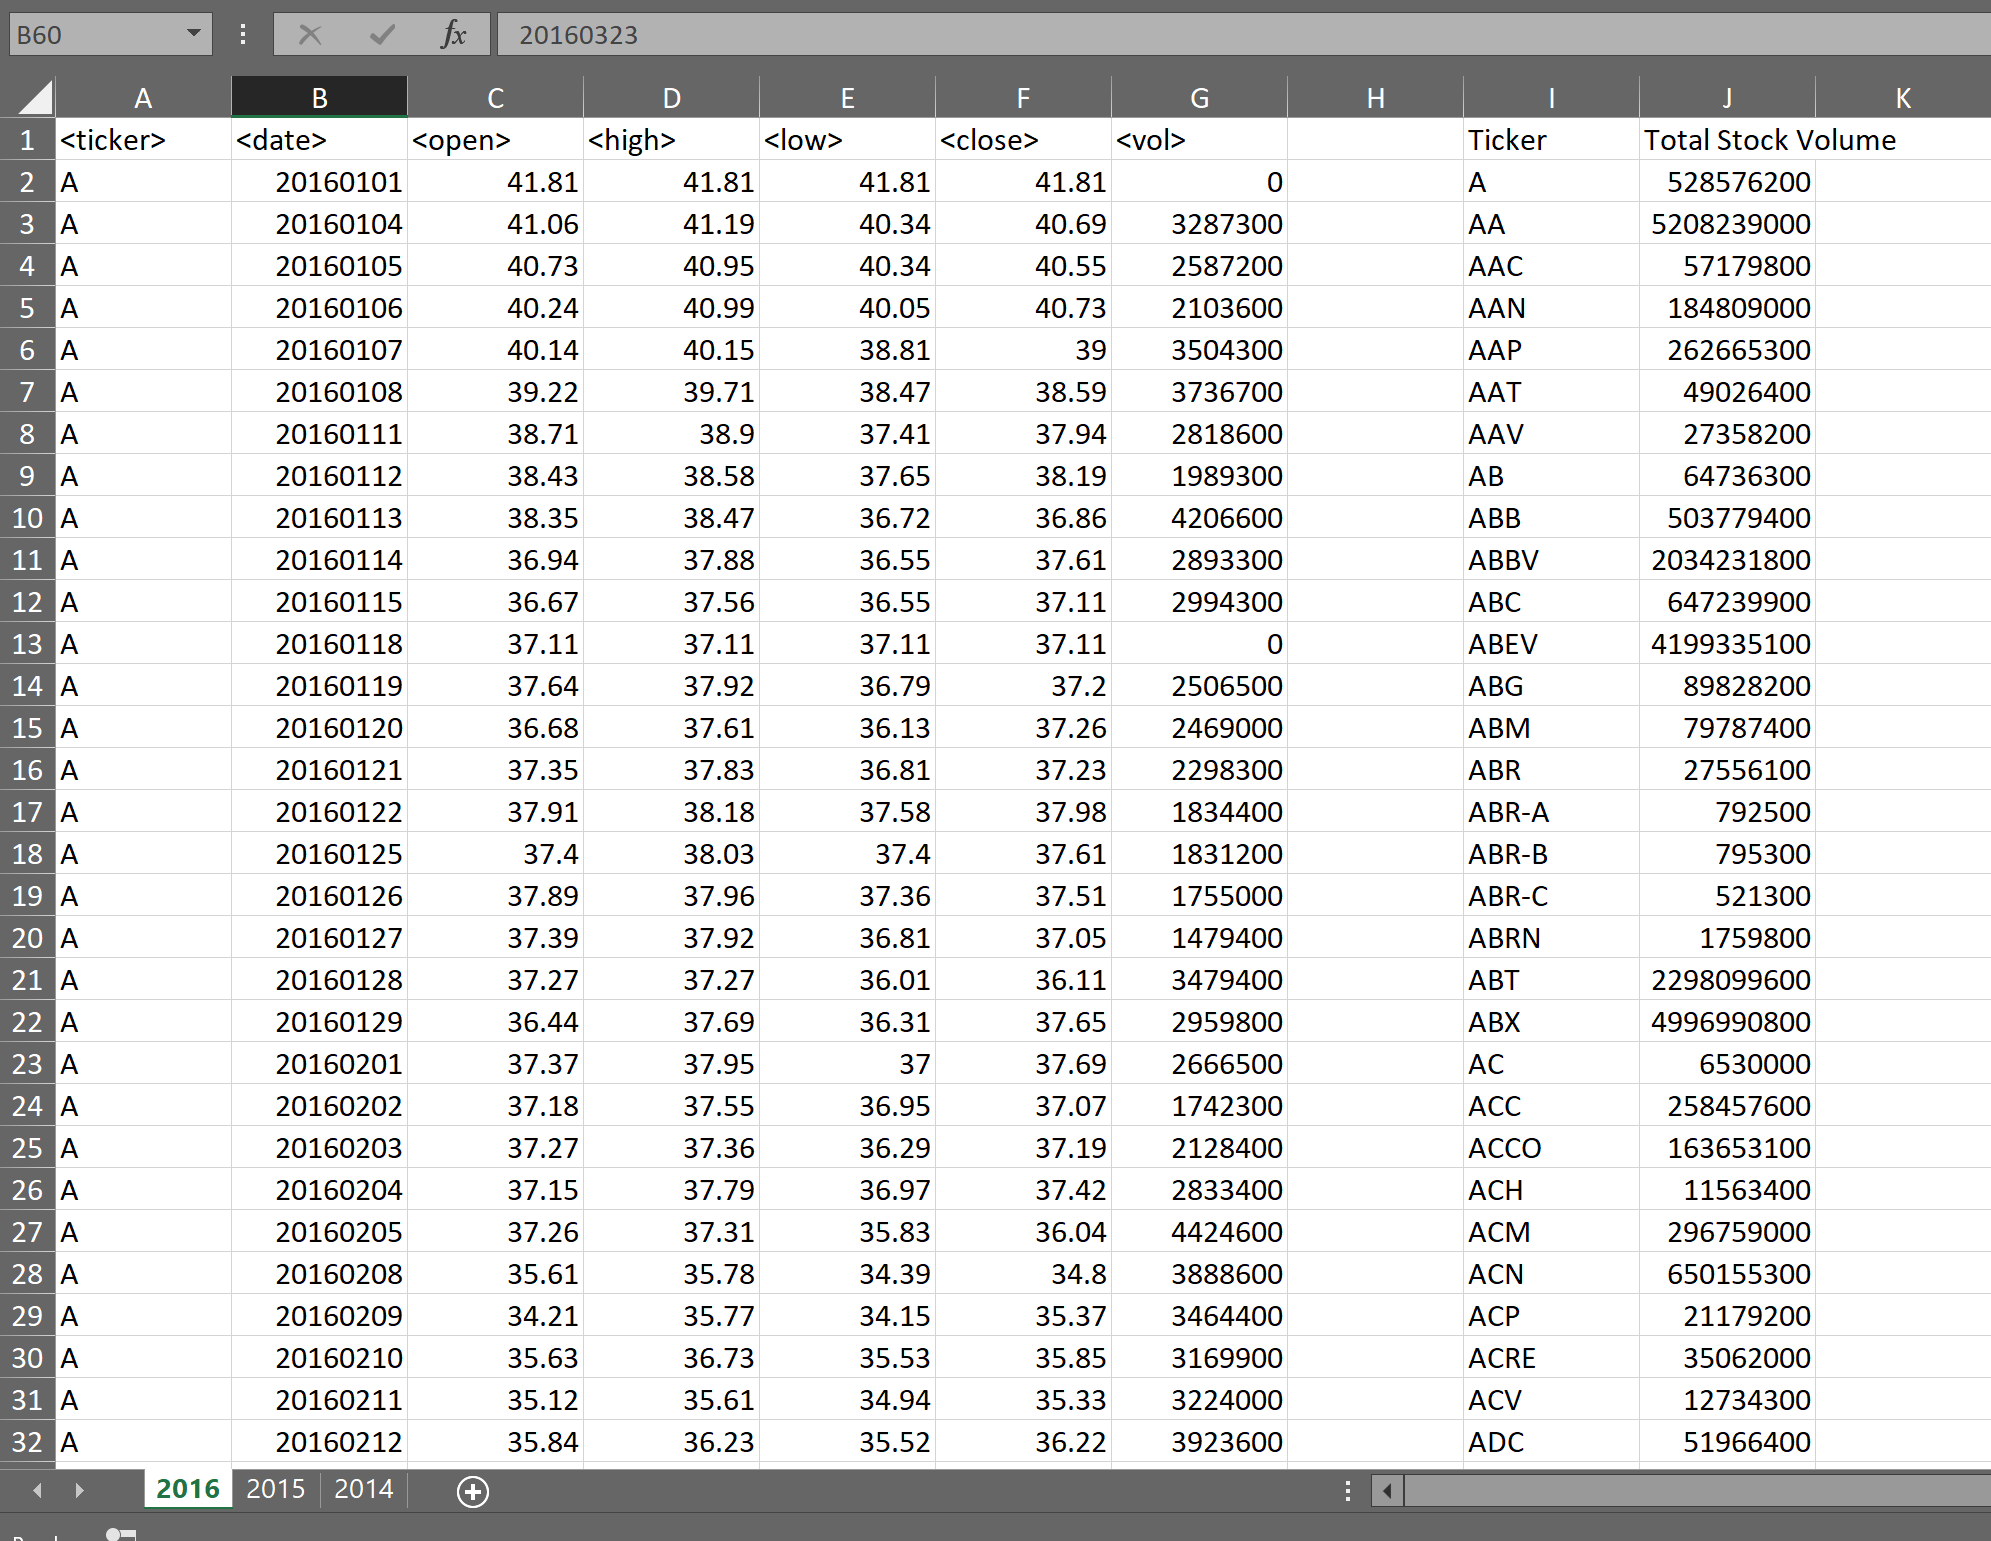 B60 fx 20160323
A B C D E F G H I J K
1 <ticker> <date> <open> <high> <low> <close> <vol> Ticker Total Stock Volume
2 A 20160101 41.81 41.81 41.81 41.81 0 A 528576200
3 A 20160104 41.06 41.19 40.34 40.69 3287300 AA 5208239000
4 A 20160105 40.73 40.95 40.34 40.55 2587200 AAC 57179800
5 A 20160106 40.24 40.99 40.05 40.73 2103600 AAN 184809000
6 A 20160107 40.14 40.15 38.81 39 3504300 AAP 262665300
7 A 20160108 39.22 39.71 38.47 38.59 3736700 AAT 49026400
8 A 20160111 38.71 38.9 37.41 37.94 2818600 AAV 27358200
9 A 20160112 38.43 38.58 37.65 38.19 1989300 AB 64736300
10 A 20160113 38.35 38.47 36.72 36.86 4206600 ABB 503779400
11 A 20160114 36.94 37.88 36.55 37.61 2893300 ABBV 2034231800
12 A 20160115 36.67 37.56 36.55 37.11 2994300 ABC 647239900
13 A 20160118 37.11 37.11 37.11 37.11 0 ABEV 4199335100
14 A 20160119 37.64 37.92 36.79 37.2 2506500 ABG 89828200
15 A 20160120 36.68 37.61 36.13 37.26 2469000 ABM 79787400
16 A 20160121 37.35 37.83 36.81 37.23 2298300 ABR 27556100
17 A 20160122 37.91 38.18 37.58 37.98 1834400 ABR-A 792500
18 A 20160125 37.4 38.03 37.4 37.61 1831200 ABR-B 795300
19 A 20160126 37.89 37.96 37.36 37.51 1755000 ABR-C 521300
20 A 20160127 37.39 37.92 36.81 37.05 1479400 ABRN 1759800
21 A 20160128 37.27 37.27 36.01 36.11 3479400 ABT 2298099600
22 A 20160129 36.44 37.69 36.31 37.65 2959800 ABX 4996990800
23 A 20160201 37.37 37.95 37 37.69 2666500 AC 6530000
24 A 20160202 37.18 37.55 36.95 37.07 1742300 ACC 258457600
25 A 20160203 37.27 37.36 36.29 37.19 2128400 ACCO 163653100
26 A 20160204 37.15 37.79 36.97 37.42 2833400 ACH 11563400
27 A 20160205 37.26 37.31 35.83 36.04 4424600 ACM 296759000
28 A 20160208 35.61 35.78 34.39 34.8 3888600 ACN 650155300
29 A 20160209 34.21 35.77 34.15 35.37 3464400 ACP 21179200
30 A 20160210 35.63 36.73 35.53 35.85 3169900 ACRE 35062000
31 A 20160211 35.12 35.61 34.94 35.33 3224000 ACV 12734300
32 A 20160212 35.84 36.23 35.52 36.22 3923600 ADC 51966400
2016 2015 2014